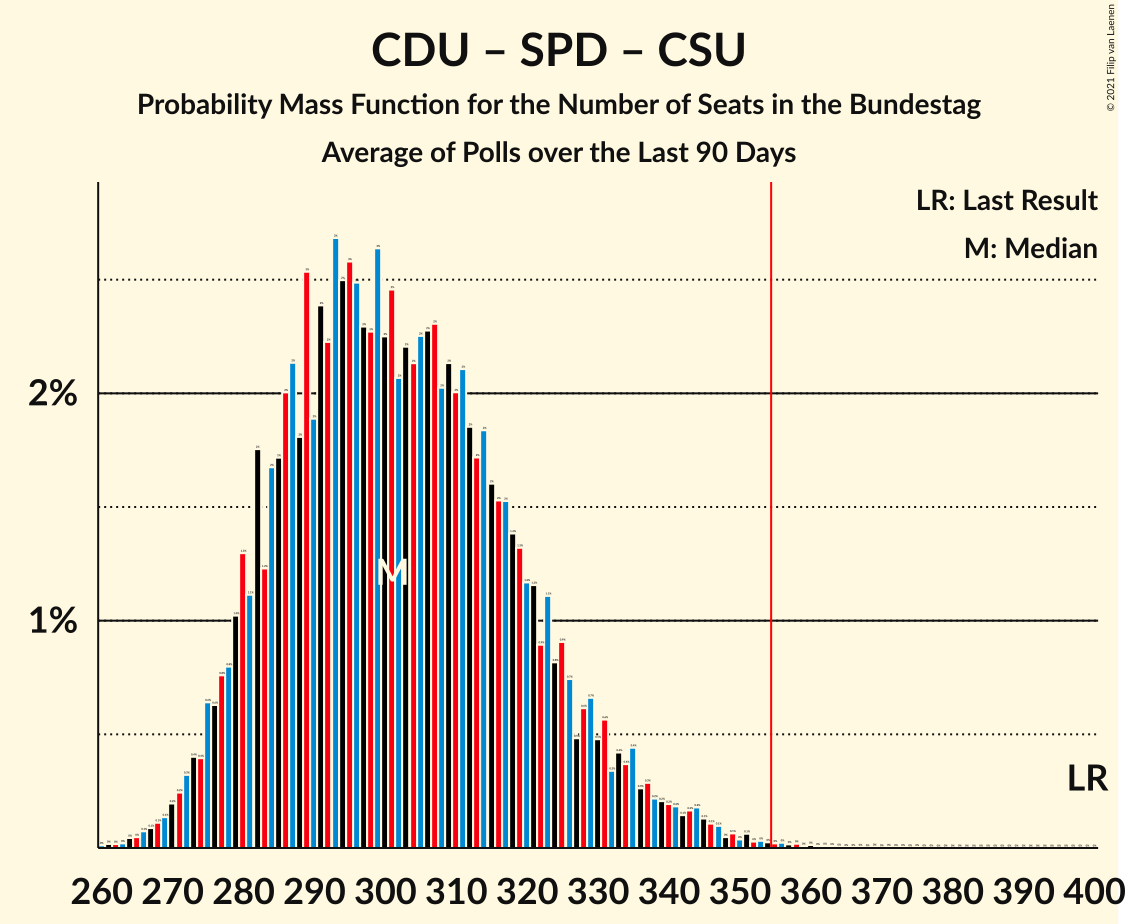 CDU – SPD – CSU
Probability Mass Function for the Number of Seats in the Bundestag
Average of Polls over the Last 90 Days
© 2021 Filip van Laenen
LR: Last Result
M: Median
2%
1%
M
LR
260 270 280 290 300 310 320 330 340 350 360 370 380 390 400